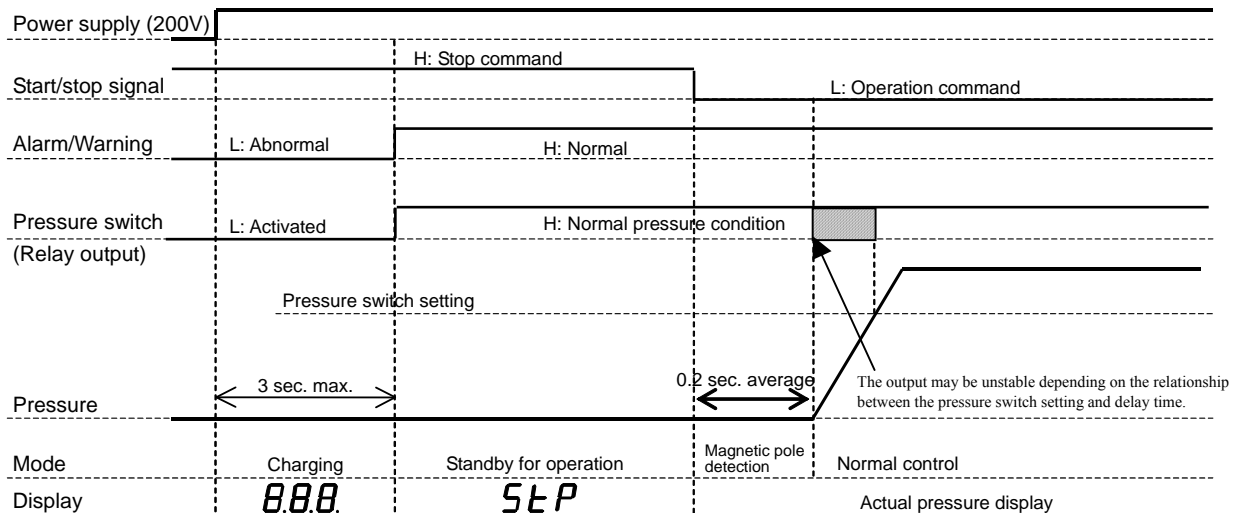 Power supply (200V)
H: Stop command
Start/stop signal
L: Operation command
Alarm/Warning
L: Abnormal
H: Normal
Pressure switch
(Relay output)
L: Activated
H: Normal pressure condition
Pressure switch setting
3 sec. max.
0.2 sec. average
The output may be unstable depending on the relationship
between the pressure switch setting and delay time.
Pressure
Mode
Charging
Standby for operation
Magnetic pole
detection
Normal control
Display
8.8.8.
StP
Actual pressure display